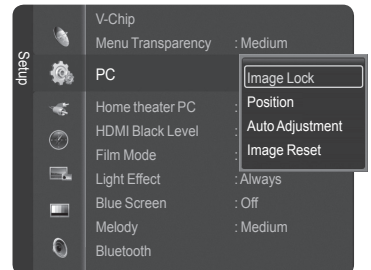 Setup
V-Chip
Menu Transparency : Medium
PC
Image Lock
Position
Auto Adjustment
Image Reset
Home theater PC :
HDMI Black Level :
Film Mode :
Light Effect : Always
Blue Screen : Off
Melody : Medium
Bluetooth